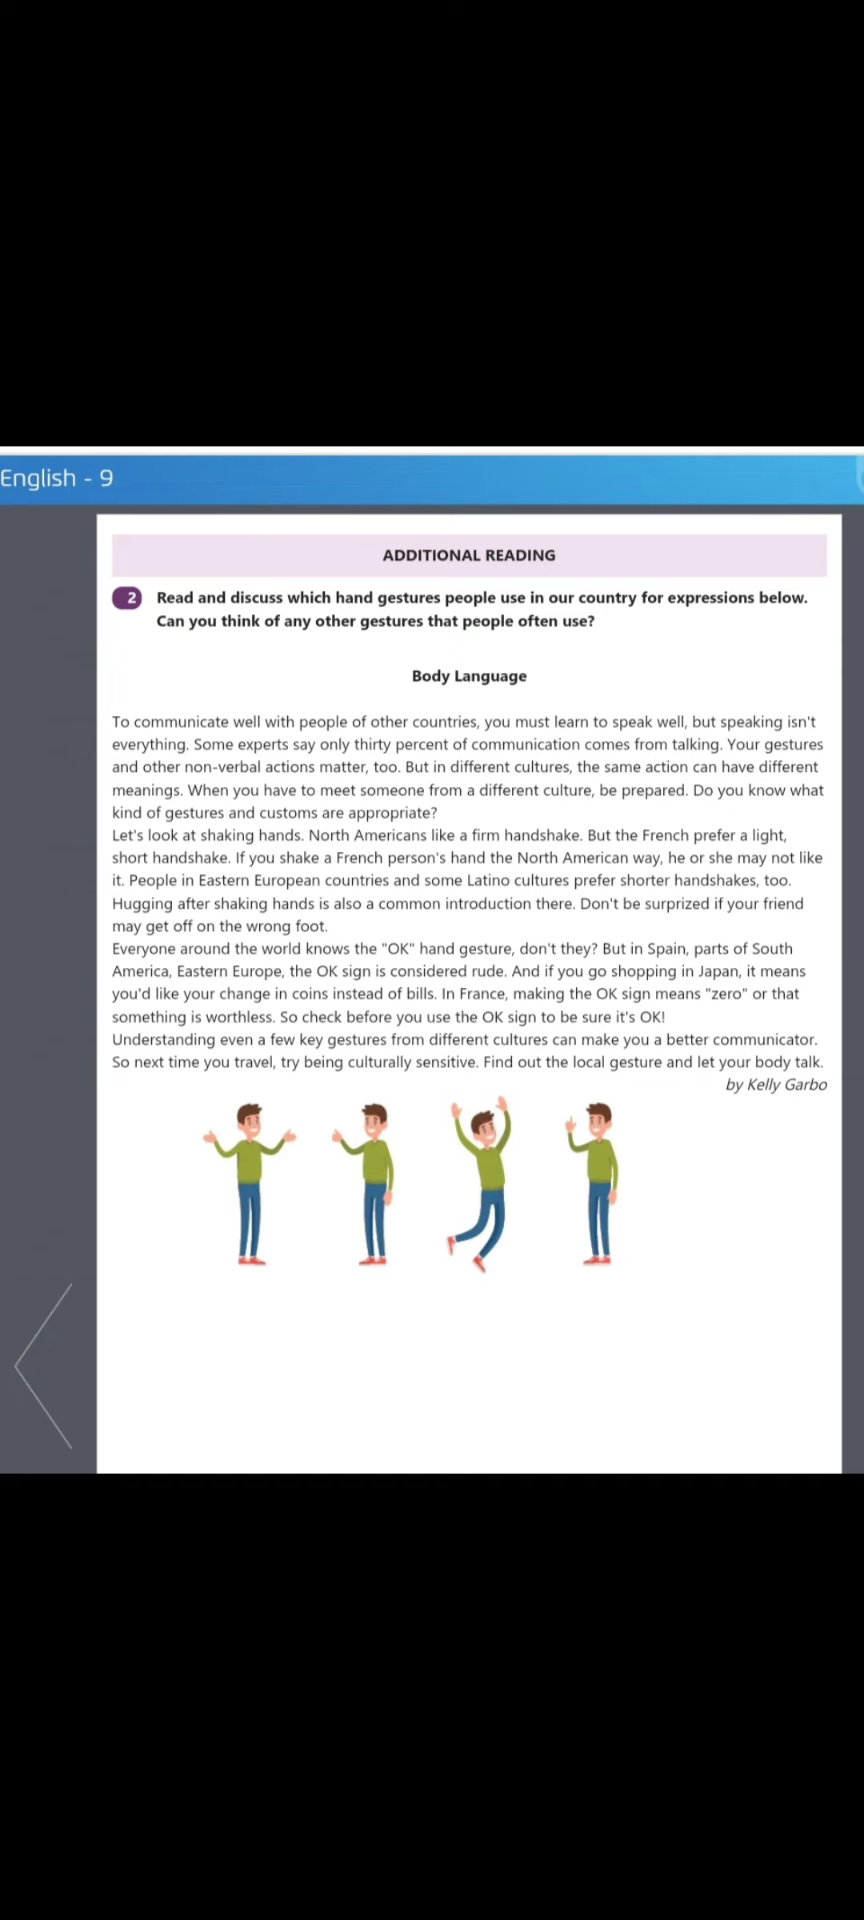 English - 9
ADDITIONAL READING
2 Read and discuss which hand gestures people use in our country for expressions below.
Can you think of any other gestures that people often use?
Body Language
To communicate well with people of other countries, you must learn to speak well, but speaking isn't
everything. Some experts say only thirty percent of communication comes from talking. Your gestures
and other non-verbal actions matter, too. But in different cultures, the same action can have different
meanings. When you have to meet someone from a different culture, be prepared. Do you know what
kind of gestures and customs are appropriate?
Let's look at shaking hands. North Americans like a firm handshake. But the French prefer a light,
short handshake. If you shake a French person's hand the North American way, he or she may not like
it. People in Eastern European countries and some Latino cultures prefer shorter handshakes, too.
Hugging after shaking hands is also a common introduction there. Don't be surprized if your friend
may get off on the wrong foot.
Everyone around the world knows the "OK" hand gesture, don't they? But in Spain, parts of South
America, Eastern Europe, the OK sign is considered rude. And if you go shopping in Japan, it means
you'd like your change in coins instead of bills. In France, making the OK sign means "zero" or that
something is worthless. So check before you use the OK sign to be sure it's OK!
Understanding even a few key gestures from different cultures can make you a better communicator.
So next time you travel, try being culturally sensitive. Find out the local gesture and let your body talk.
by Kelly Garbo